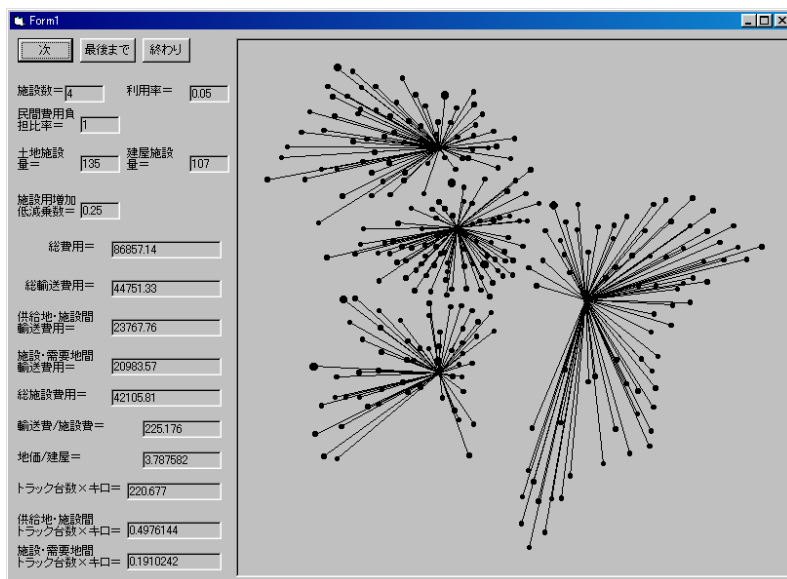 Form1
次 最後まで 終わり
施設数= 4 利用率= 0.05
民間費用負
担比率= 1
土地施設
量= 135 建屋施設
量= 107
施設用増加
低減乗数= 0.25
総費用= 86857.14
総輸送費用= 44751.33
供給地・施設間
輸送費用= 23767.76
施設・需要地間
輸送費用= 20983.57
総施設費用= 42105.81
輸送費/施設費= 225.176
地価/建屋= 3.787582
トラック台数×キロ= 220.677
供給地・施設間
トラック台数×キロ= 0.4976144
施設・需要地間
トラック台数×キロ= 0.1910242